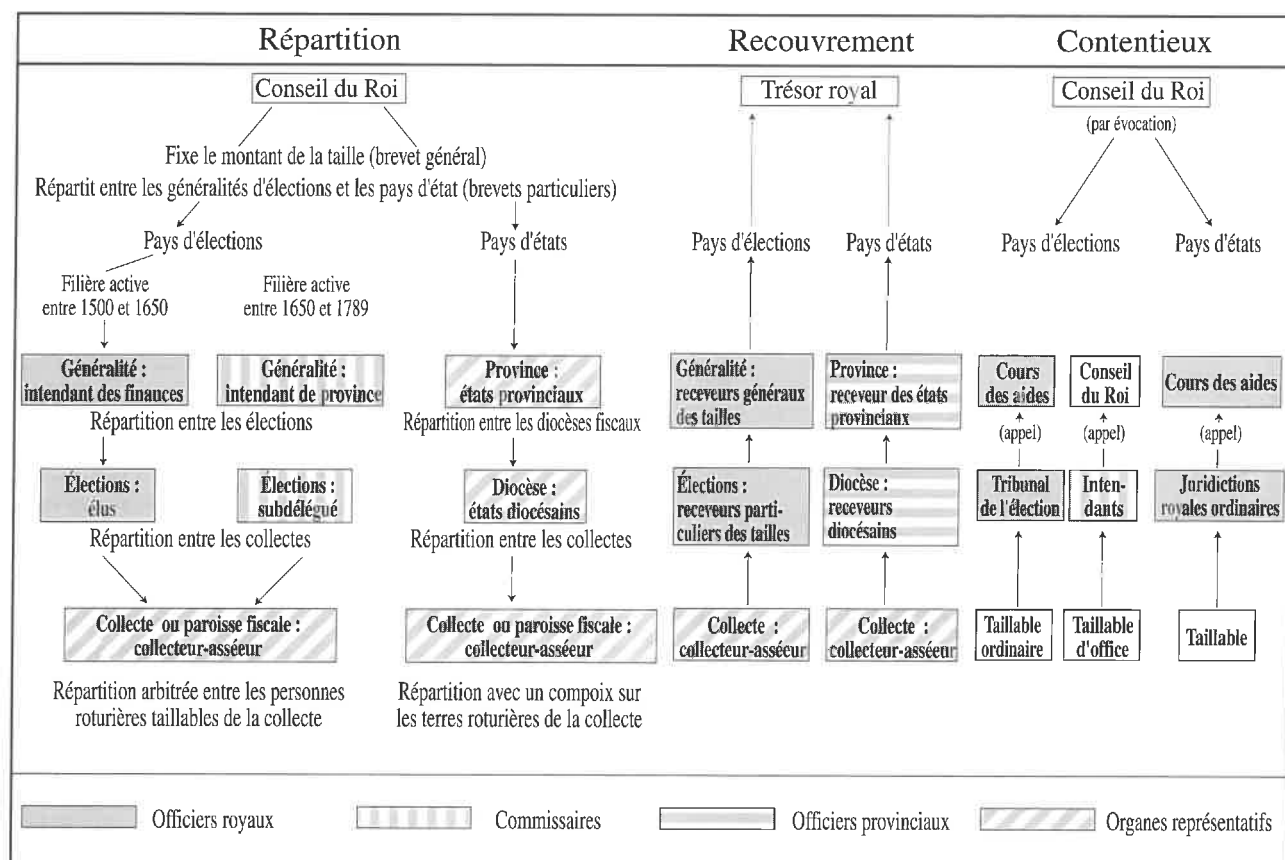 Répartition
Recouvrement
Contentieux
Conseil du Roi
Fixe le montant de la taille (brevet général)
Répartit entre les généralités d'élections et les pays d'état (brevets particuliers)
Pays d'élections
Pays d'états
Filière active
entre 1500 et 1650
Filière active
entre 1650 et 1789
Généralité :
intendant des finances
Généralité :
intendant de province
Province :
états provinciaux
Répartition entre les élections
Répartition entre les diocèses fiscaux
Élections :
élus
Élections :
subdélégué
Diocèse :
états diocésains
Répartition entre les collectes
Répartition entre les collectes
Collecte ou paroisse fiscale :
collecteur-asséeur
Collecte ou paroisse fiscale :
collecteur-asséeur
Répartition arbitrée entre les personnes
roturières taillables de la collecte
Répartition avec un compoix sur
les terres roturières de la collecte
Trésor royal
Pays d'élections
Pays d'états
Généralité :
receveurs généraux
des tailles
Province :
receveur des états
provinciaux
Élections :
receveurs parti-
culiers des tailles
Diocèse :
receveurs
diocésains
Collecte :
collecteur-asséeur
Collecte :
collecteur-asséeur
Conseil du Roi
(par évocation)
Pays d'élections
Pays d'états
Cours
des aides
Conseil
du Roi
Cours des aides
(appel)
(appel)
(appel)
Tribunal
de l'élection
Inten-
dants
Juridictions
royales ordinaires
Taillable
ordinaire
Taillable
d'office
Taillable
Officiers royaux
Commissaires
Officiers provinciaux
Organes représentatifs